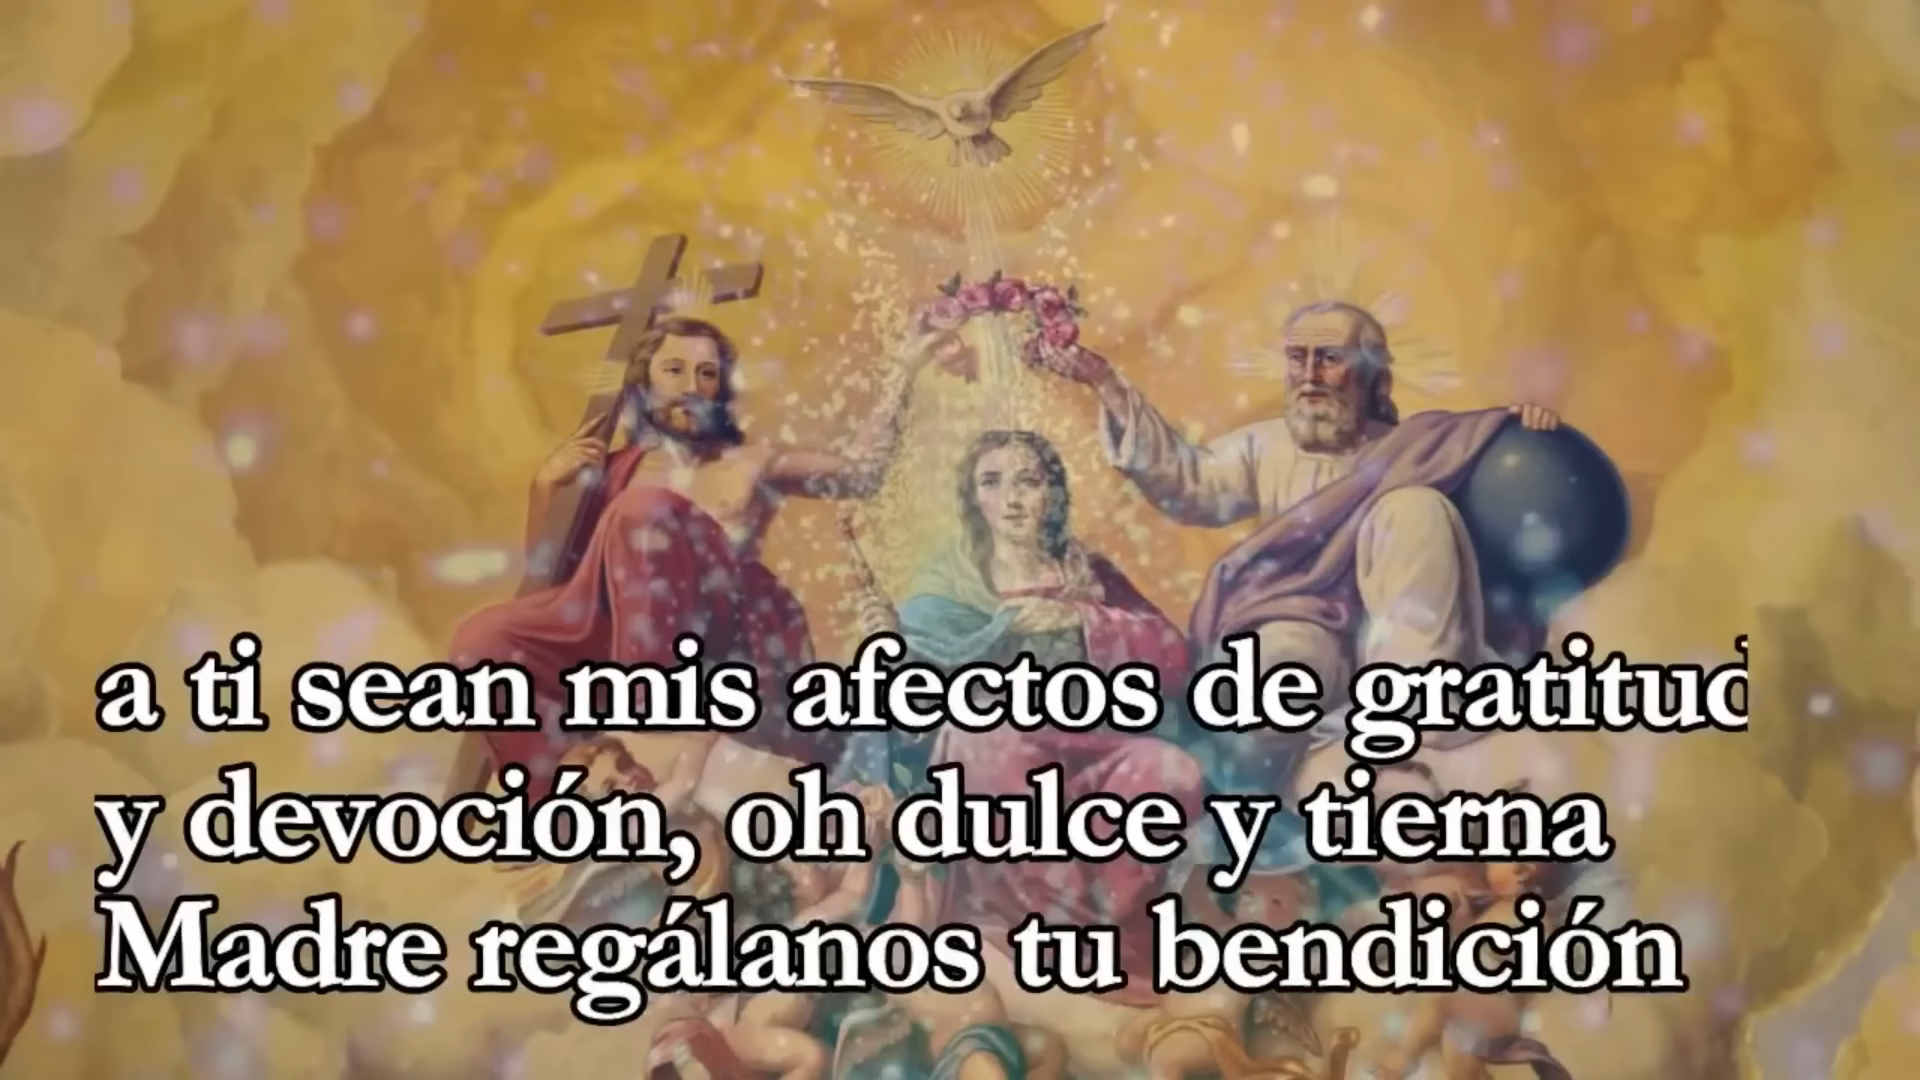 a ti sean mis afectos de gratitud
y devoción, oh dulce y tierna
Madre regálanos tu bendición